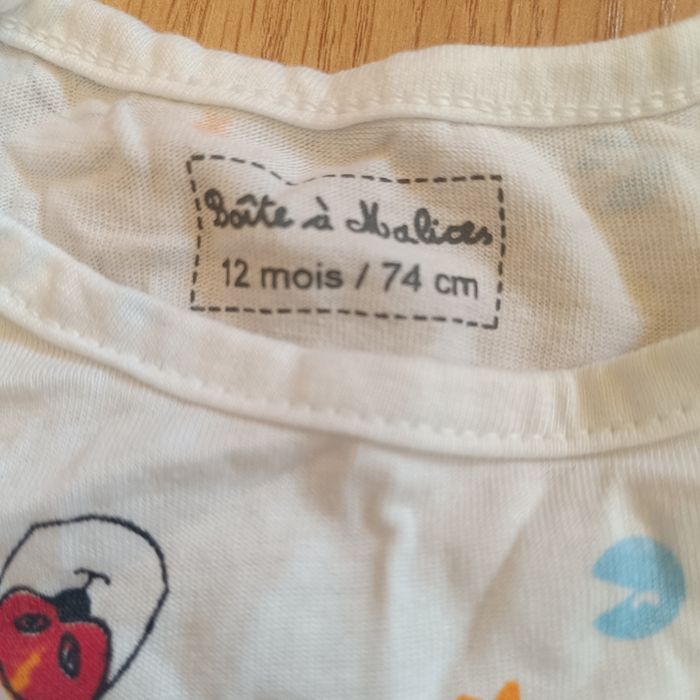 Boîte à Malices
12 mois / 74 cm